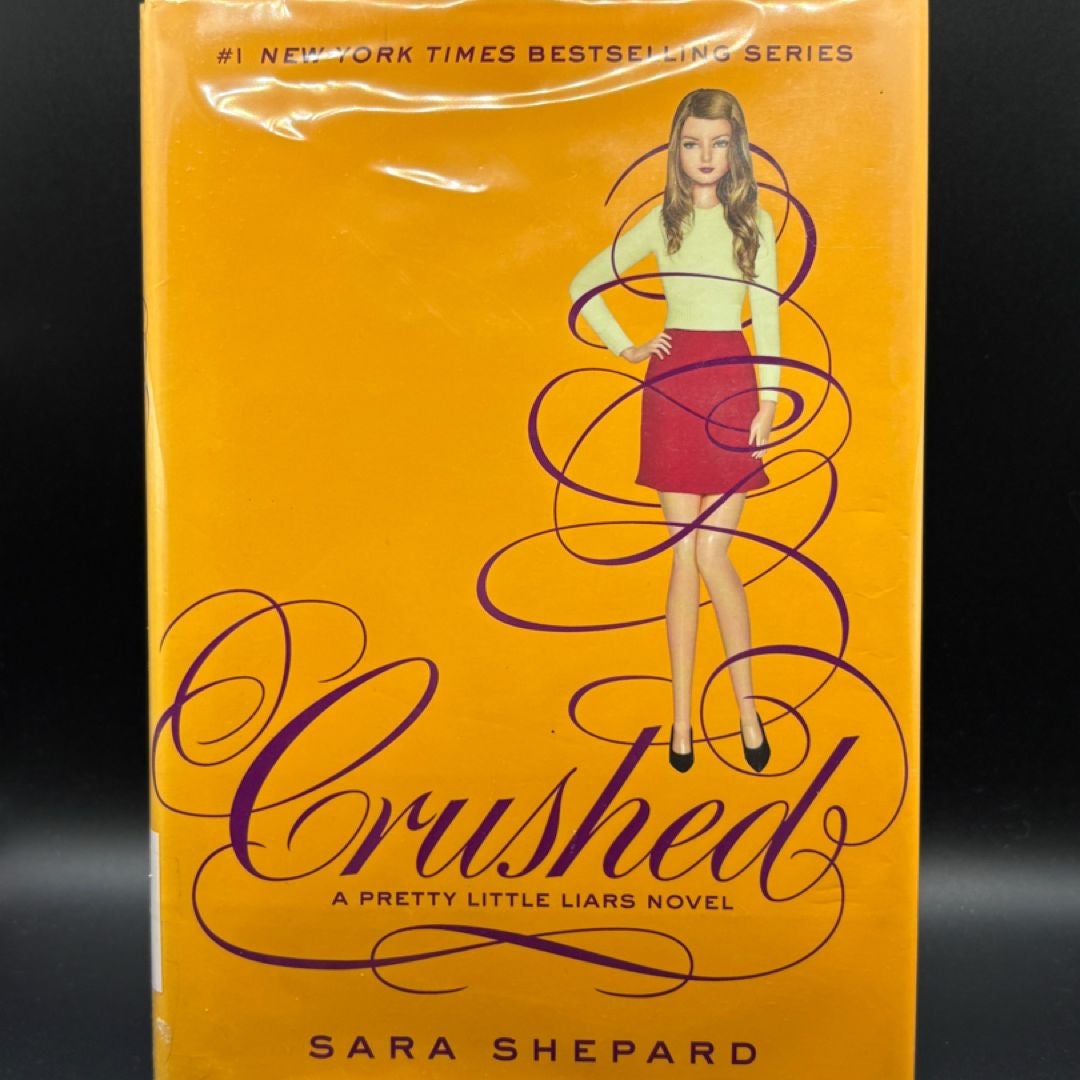 #1 NEW YORK TIMES BESTSELLING SERIES
Crushed
A PRETTY LITTLE LIARS NOVEL
SARA SHEPARD